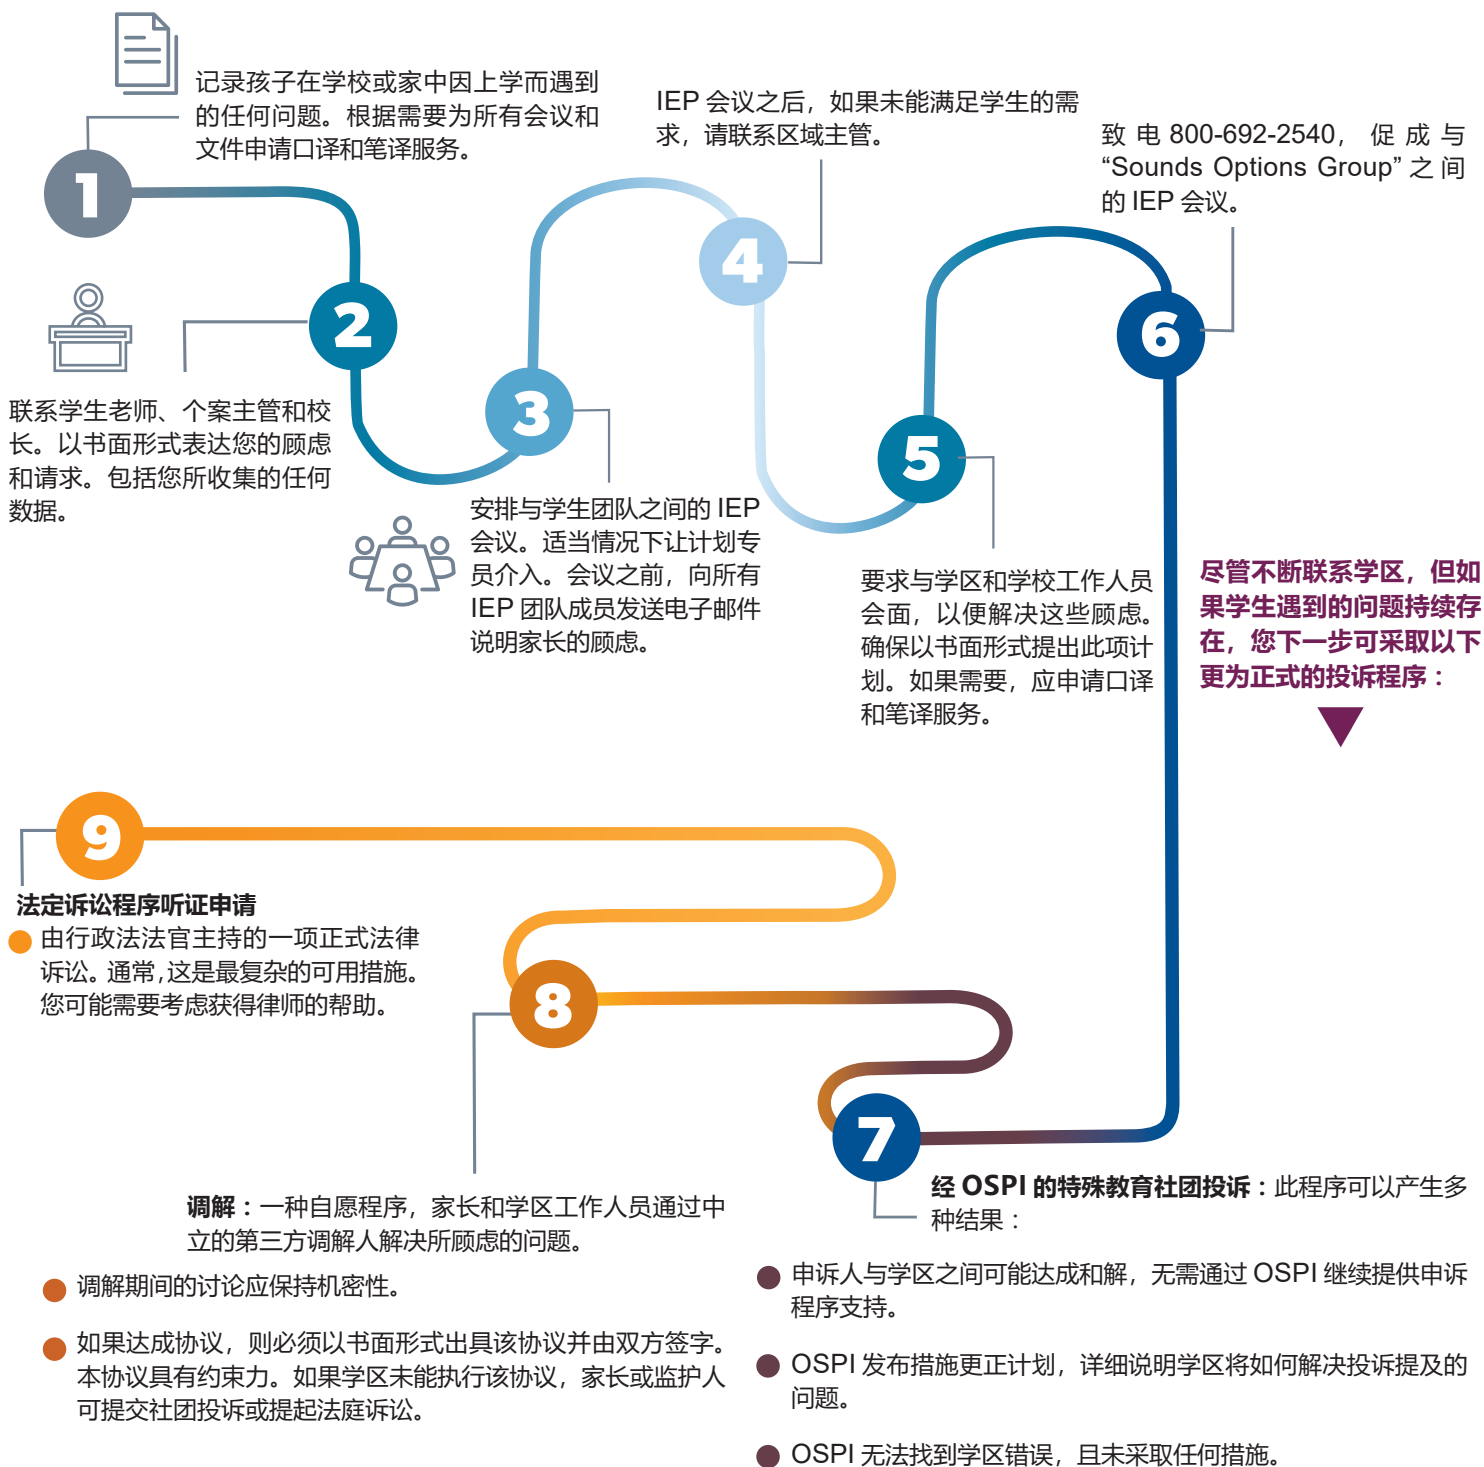 1
记录孩子在学校或家中因上学而遇到
的任何问题。根据需要为所有会议和
文件申请口译和笔译服务。
2
联系学生老师、个案主管和校
长。以书面形式表达您的顾虑
和请求。包括您所收集的任何
数据。
3
安排与学生团队之间的 IEP
会议。适当情况下让计划专
员介入。会议之前，向所有
IEP 团队成员发送电子邮件
说明家长的顾虑。
4
IEP 会议之后，如果未能满足学生的需
求，请联系区域主管。
5
要求与学区和学校工作人员
会面，以便解决这些顾虑。
确保以书面形式提出此项计
划。如果需要，应申请口译
和笔译服务。
6
致电 800-692-2540，促成与
“Sounds Options Group” 之间
的 IEP 会议。
尽管不断联系学区，但如
果学生遇到的问题持续存
在，您下一步可采取以下
更为正式的投诉程序：
7
经 OSPI 的特殊教育社团投诉：此程序可以产生多
种结果：
申诉人与学区之间可能达成和解，无需通过 OSPI 继续提供申诉
程序支持。
OSPI 发布措施更正计划，详细说明学区将如何解决投诉提及的
问题。
OSPI 无法找到学区错误，且未采取任何措施。
8
调解：一种自愿程序，家长和学区工作人员通过中
立的第三方调解人解决所顾虑的问题。
调解期间的讨论应保持机密性。
如果达成协议，则必须以书面形式出具该协议并由双方签字。
本协议具有约束力。如果学区未能执行该协议，家长或监护人
可提交社团投诉或提起法庭诉讼。
9
法定诉讼程序听证申请
由行政法法官主持的一项正式法律
诉讼。通常，这是最复杂的可用措施。
您可能需要考虑获得律师的帮助。